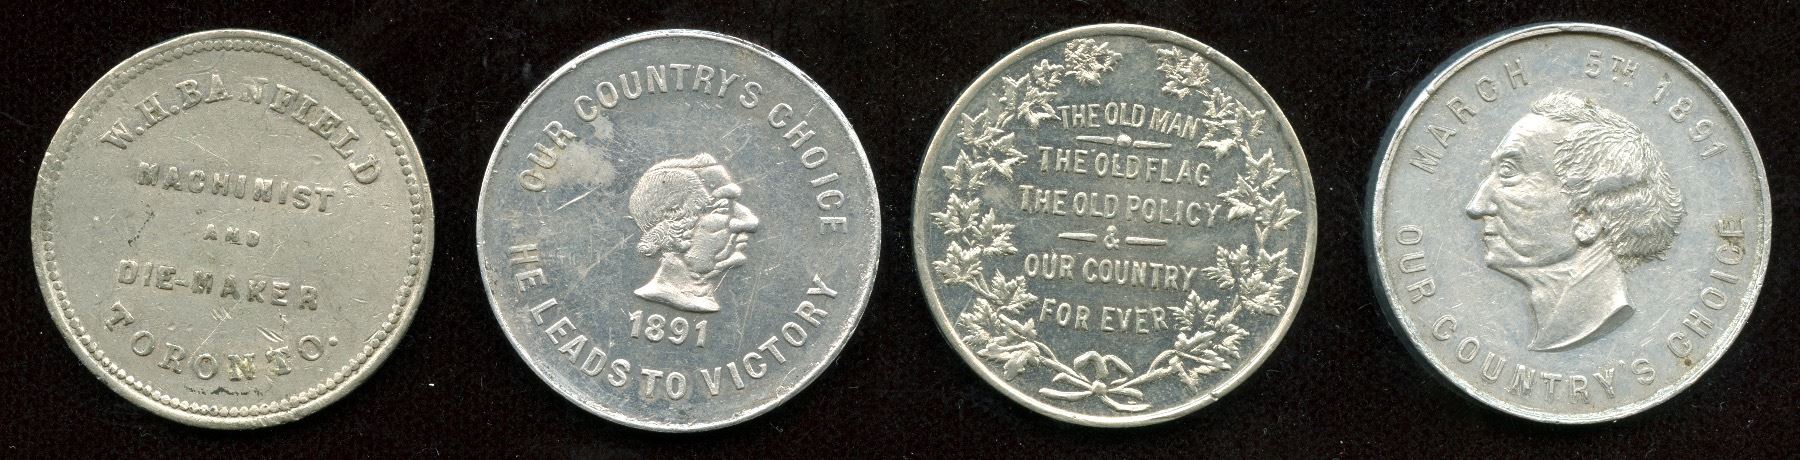 W.H. BANFIELD
MACHINIST
AND
DIE-MAKER
TORONTO.
OUR COUNTRY'S CHOICE
HE LEADS TO VICTORY
1891
THE OLD MAN
THE OLD FLAG
THE OLD POLICY
&
OUR COUNTRY
FOR EVER
MARCH 5TH 1891
OUR COUNTRY'S CHOICE